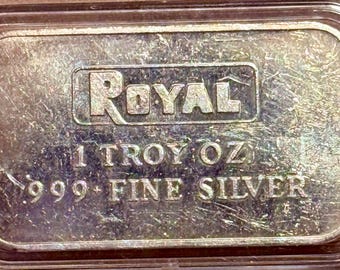 ROYAL
1 TROY OZ
.999+ FINE SILVER